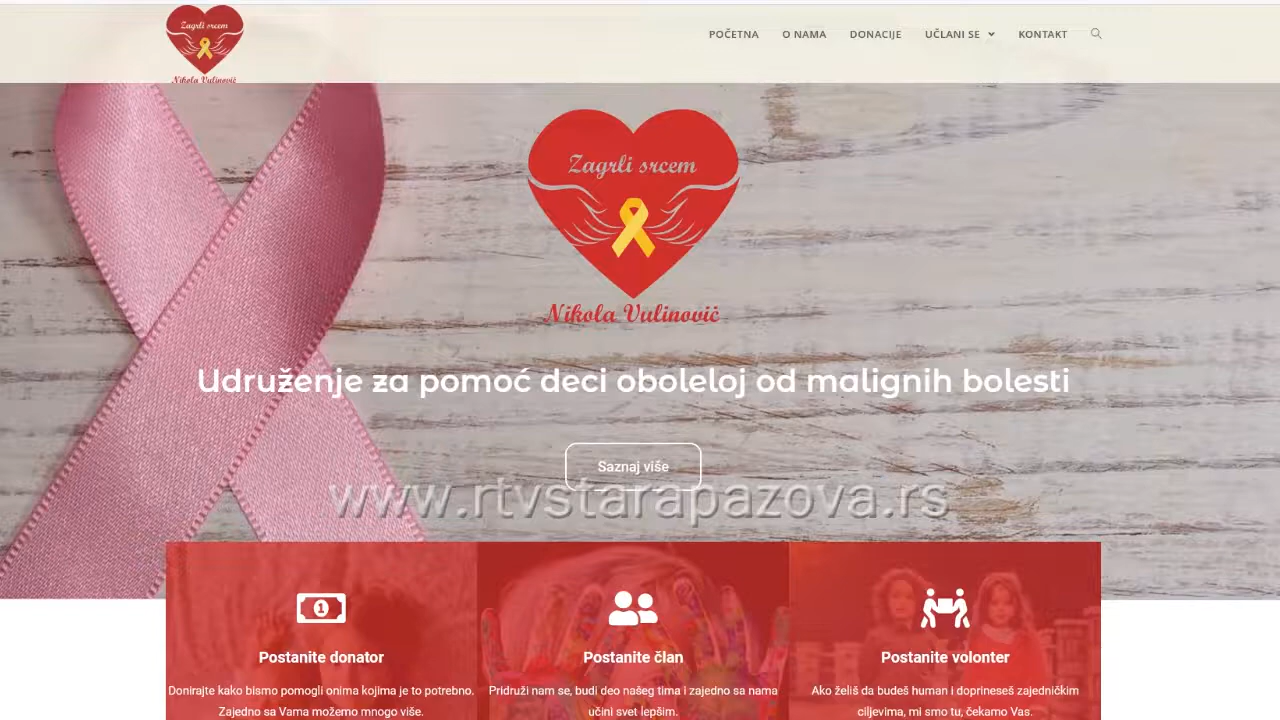 Zagrli srcem
Nikola Vulinović
POČETNA
O NAMA
DONACIJE
UČLANI SE
KONTAKT
Zagrli srcem
Nikola Vulinović
Udruženje za pomoć deci oboleloj od malignih bolesti
Saznaj više
www.rtvstarapazova.rs
1
Postanite donator
Donirajte kako bismo pomogli onima kojima je to potrebno.
Zajedno sa Vama možemo mnogo više.
Postanite član
Pridruži nam se, budi deo našeg tima i zajedno sa nama
učini svet lepšim.
Postanite volonter
Ako želiš da budeš human i doprineseš zajedničkim
ciljevima, mi smo tu, čekamo Vas.